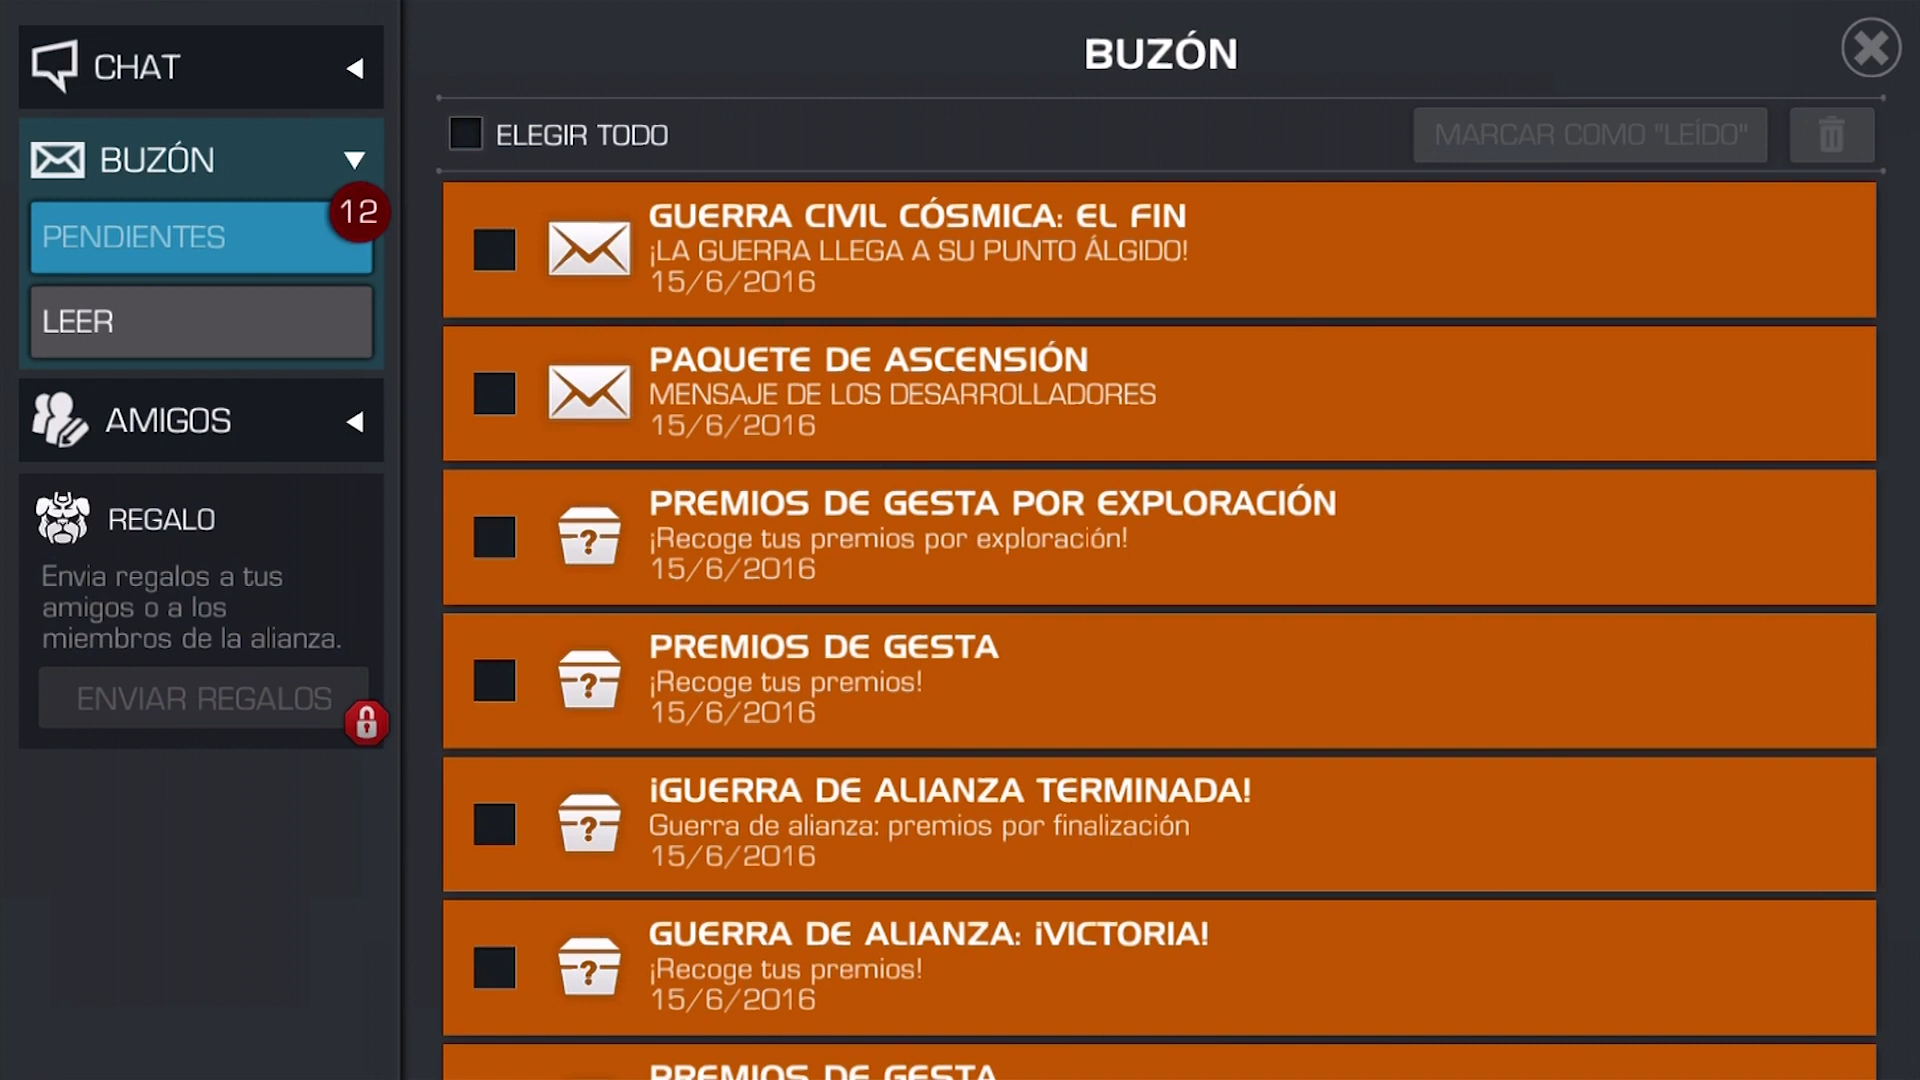 CHAT
BUZÓN
12
PENDIENTES
LEER
AMIGOS
REGALO
Envia regalos a tus
amigos o a los
miembros de la alianza.
ENVIAR REGALOS
BUZÓN
ELEGIR TODO
MARCAR COMO "LEÍDO"
GUERRA CIVIL CÓSMICA: EL FIN
¡LA GUERRA LLEGA A SU PUNTO ÁLGIDO!
15/6/2016
PAQUETE DE ASCENSIÓN
MENSAJE DE LOS DESARROLLADORES
15/6/2016
PREMIOS DE GESTA POR EXPLORACIÓN
¡Recoge tus premios por exploración!
15/6/2016
PREMIOS DE GESTA
¡Recoge tus premios!
15/6/2016
¡GUERRA DE ALIANZA TERMINADA!
Guerra de alianza: premios por finalización
15/6/2016
GUERRA DE ALIANZA: ¡VICTORIA!
¡Recoge tus premios!
15/6/2016
PREMIOS DE GESTA